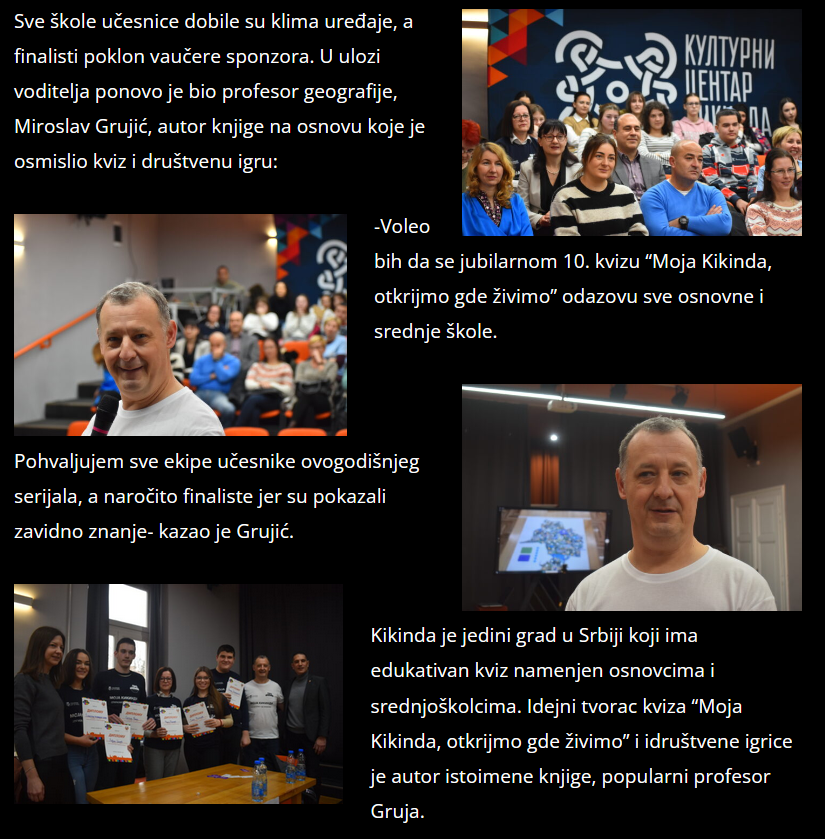 Sve škole učesnice dobile su klima uređaje, a
finalisti poklon vaučere sponzora. U ulozi
voditelja ponovo je bio profesor geografije,
Miroslav Grujić, autor knjige na osnovu koje je
osmislio kviz i društvenu igru:
КУЛТУРНИ
ЦЕНТАР
-Voleo
bih da se jubilarnom 10. kvizu “Moja Kikinda,
otkrijmo gde živimo” odazovu sve osnovne i
srednje škole.
Pohvaljujem sve ekipe učesnike ovogodišnjeg
serijala, a naročito finaliste jer su pokazali
zavidno znanje- kazao je Grujić.
Kikinda je jedini grad u Srbiji koji ima
edukativan kviz namenjen osnovcima i
srednjoškolcima. Idejni tvorac kviza “Moja
Kikinda, otkrijmo gde živimo” i idruštvene igrice
je autor istoimene knjige, popularni profesor
Gruja.